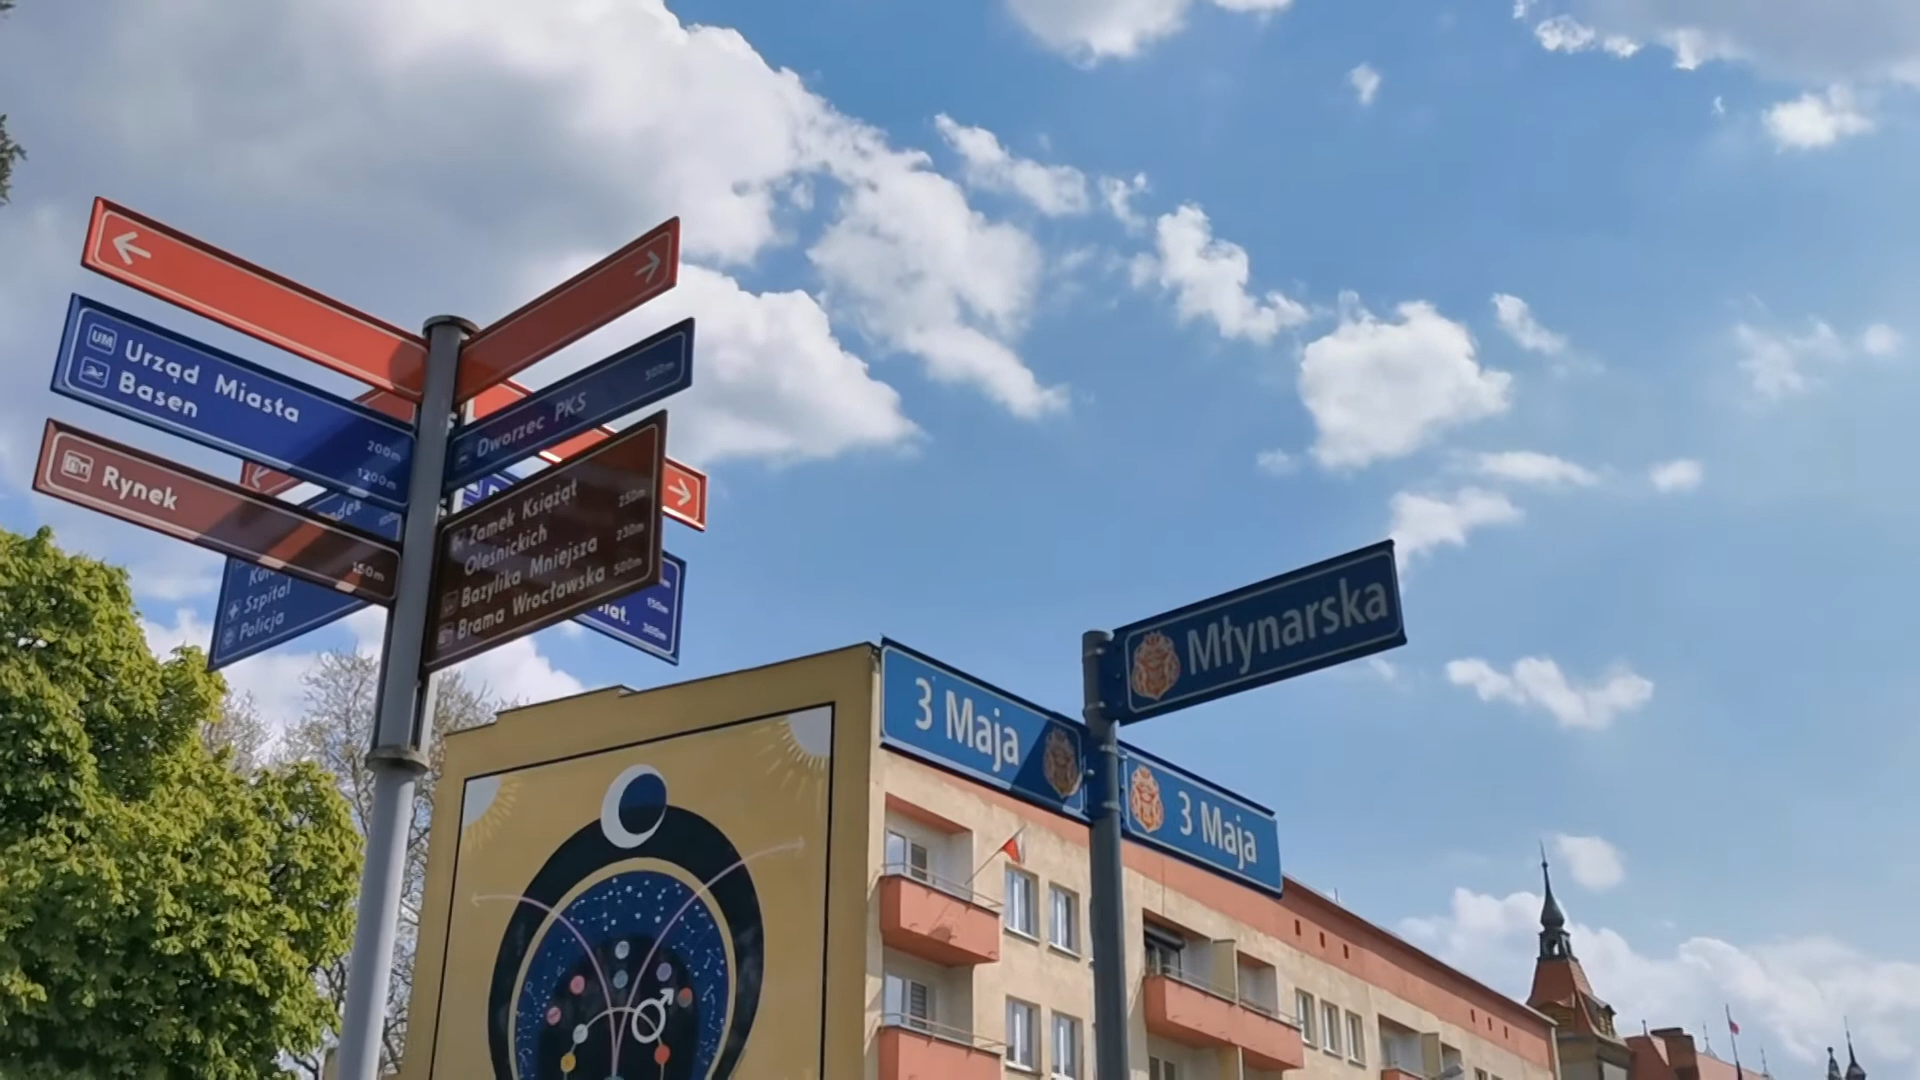 UM Urząd Miasta
Basen
200m
1200m
Rynek
150m
Szpital
Policja
Dworzec PKS
500m
Zamek Książąt
250m
Oleśnickich
Bazylika Mniejsza
230m
Brama Wrocławska
500m
150m
300m
3 Maja
Młynarska
3 Maja